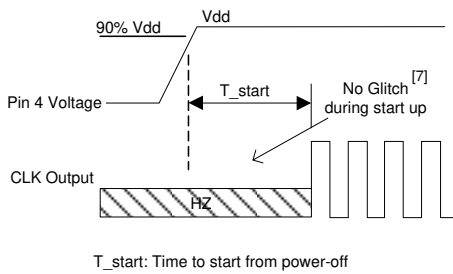 Vdd
90% Vdd
T_start
No Glitch [7]
during start up
Pin 4 Voltage
CLK Output
HZ
T_start: Time to start from power-off